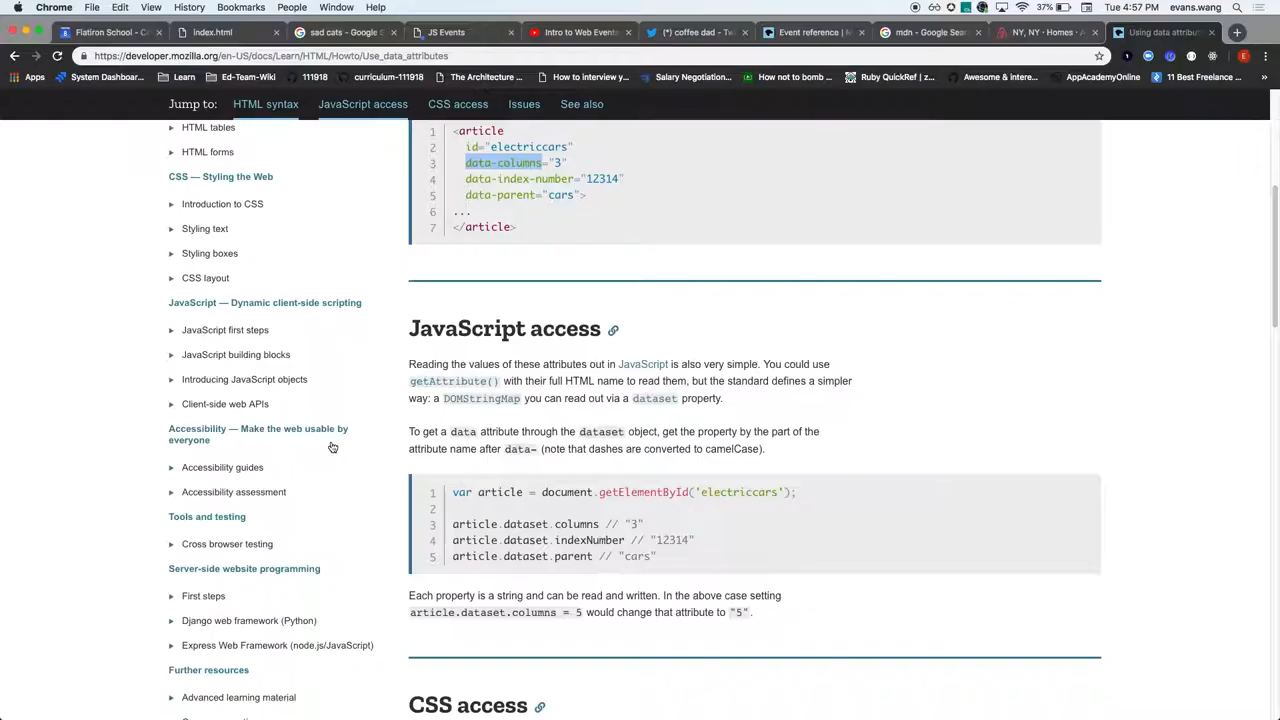 Chrome File Edit View History Bookmarks People Window Help 37% Tue 4:57 PM evans.wang
Flatiron School - C index.html sad cats - Google S JS Events Intro to Web Event (*) coffee dad - Tw Event reference | M mdn - Google Sear NY, NY · Homes · A Using data attribut
https://developer.mozilla.org/en-US/docs/Learn/HTML/Howto/Use_data_attributes
Apps System Dashboar... Learn Ed-Team-Wiki 111918 curriculum-111918 The Architecture ... How to interview y... Salary Negotiation... How not to bomb ... Ruby QuickRef (z... Awesome & intere... AppAcademyOnline 11 Best Freelance ...
Jump to: HTML syntax JavaScript access CSS access Issues See also
HTML tables
HTML forms
CSS — Styling the Web
Introduction to CSS
Styling text
Styling boxes
CSS layout
JavaScript — Dynamic client-side scripting
JavaScript first steps
JavaScript building blocks
Introducing JavaScript objects
Client-side web APIs
Accessibility — Make the web usable by
everyone
Accessibility guides
Accessibility assessment
Tools and testing
Cross browser testing
Server-side website programming
First steps
Django web framework (Python)
Express Web Framework (node.js/JavaScript)
Further resources
Advanced learning material
1 <article
2 id="electriccars"
3 data-columns="3"
4 data-index-number="12314"
5 data-parent="cars">
6 ...
7 </article>
JavaScript access
Reading the values of these attributes out in JavaScript is also very simple. You could use
getAttribute() with their full HTML name to read them, but the standard defines a simpler
way: a DOMStringMap you can read out via a dataset property.
To get a data attribute through the dataset object, get the property by the part of the
attribute name after data- (note that dashes are converted to camelCase).
1 var article = document.getElementById('electriccars');
2
3 article.dataset.columns // "3"
4 article.dataset.indexNumber // "12314"
5 article.dataset.parent // "cars"
Each property is a string and can be read and written. In the above case setting
article.dataset.columns = 5 would change that attribute to "5".
CSS access